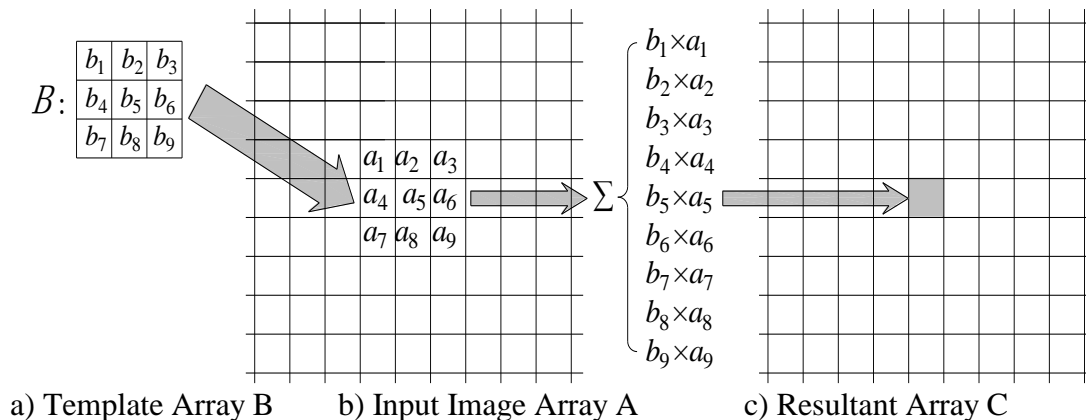 B:
b₁ b₂ b₃
b₄ b₅ b₆
b₇ b₈ b₉
a₁ a₂ a₃
a₄ a₅ a₆
a₇ a₈ a₉
Σ
b₁×a₁
b₂×a₂
b₃×a₃
b₄×a₄
b₅×a₅
b₆×a₆
b₇×a₇
b₈×a₈
b₉×a₉
a) Template Array B
b) Input Image Array A
c) Resultant Array C